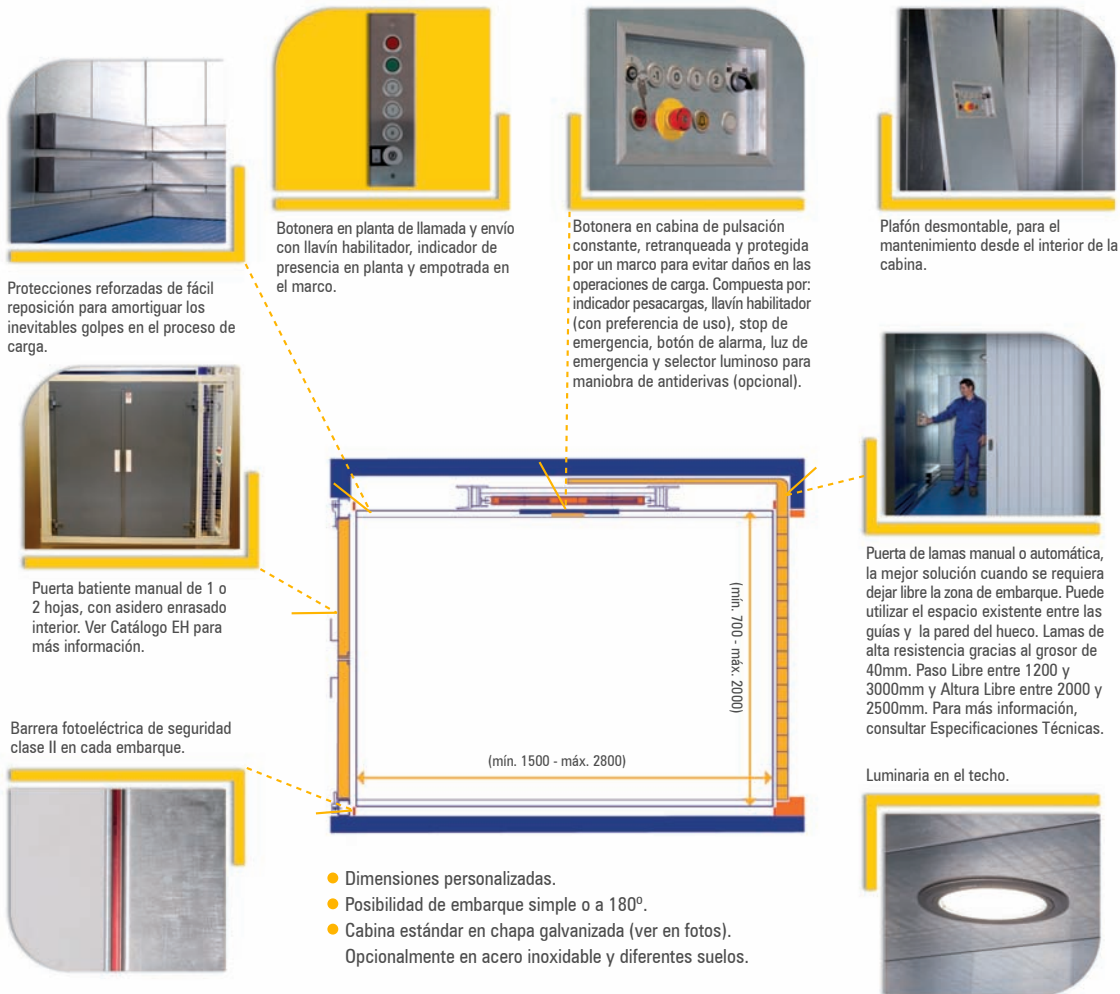 Protecciones reforzadas de fácil
reposición para amortiguar los
inevitables golpes en el proceso de
carga.
Botonera en planta de llamada y envío
con llavín habilitador, indicador de
presencia en planta y empotrada en
el marco.
Botonera en cabina de pulsación
constante, retranqueada y protegida
por un marco para evitar daños en las
operaciones de carga. Compuesta por:
indicador pesacargas, llavín habilitador
(con preferencia de uso), stop de
emergencia, botón de alarma, luz de
emergencia y selector luminoso para
maniobra de antiderivas (opcional).
-1 0 1 2
Plafón desmontable, para el
mantenimiento desde el interior de la
cabina.
Puerta batiente manual de 1 o
2 hojas, con asidero enrasado
interior. Ver Catálogo EH para
más información.
Puerta de lamas manual o automática,
la mejor solución cuando se requiera
dejar libre la zona de embarque. Puede
utilizar el espacio existente entre las
guías y la pared del hueco. Lamas de
alta resistencia gracias al grosor de
40mm. Paso Libre entre 1200 y
3000mm y Altura Libre entre 2000 y
2500mm. Para más información,
consultar Especificaciones Técnicas.
Barrera fotoeléctrica de seguridad
clase II en cada embarque.
(mín. 700 - máx. 2000)
(mín. 1500 - máx. 2800)
Luminaria en el techo.
Dimensiones personalizadas.
Posibilidad de embarque simple o a 180º.
Cabina estándar en chapa galvanizada (ver en fotos).
Opcionalmente en acero inoxidable y diferentes suelos.